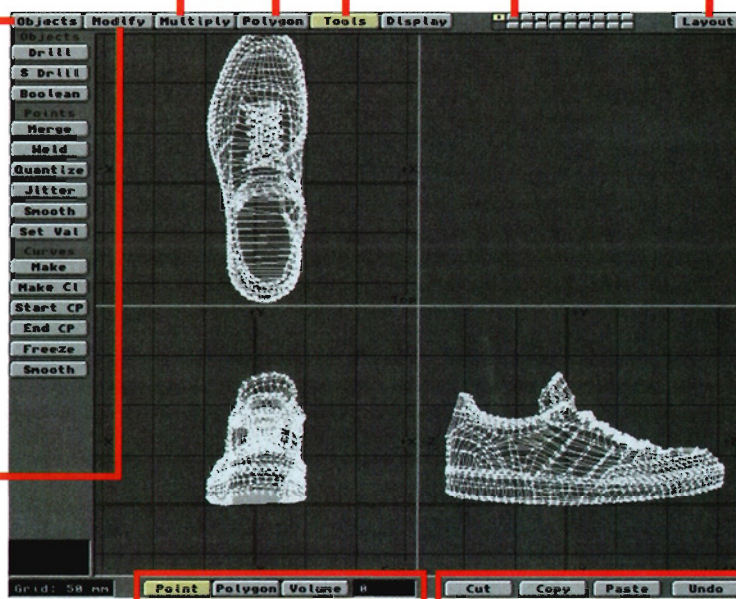 Objects Modify Multiply Polygon Tools Display Layout
Objects
Drill
S Drill
Boolean
Points
Merge
Weld
Quantize
Jitter
Smooth
Set Val
Curves
Make
Make Cl
Start CP
End CP
Freeze
Smooth
Grid: 50 mm Point Polygon Volume 0 Cut Copy Paste Undo